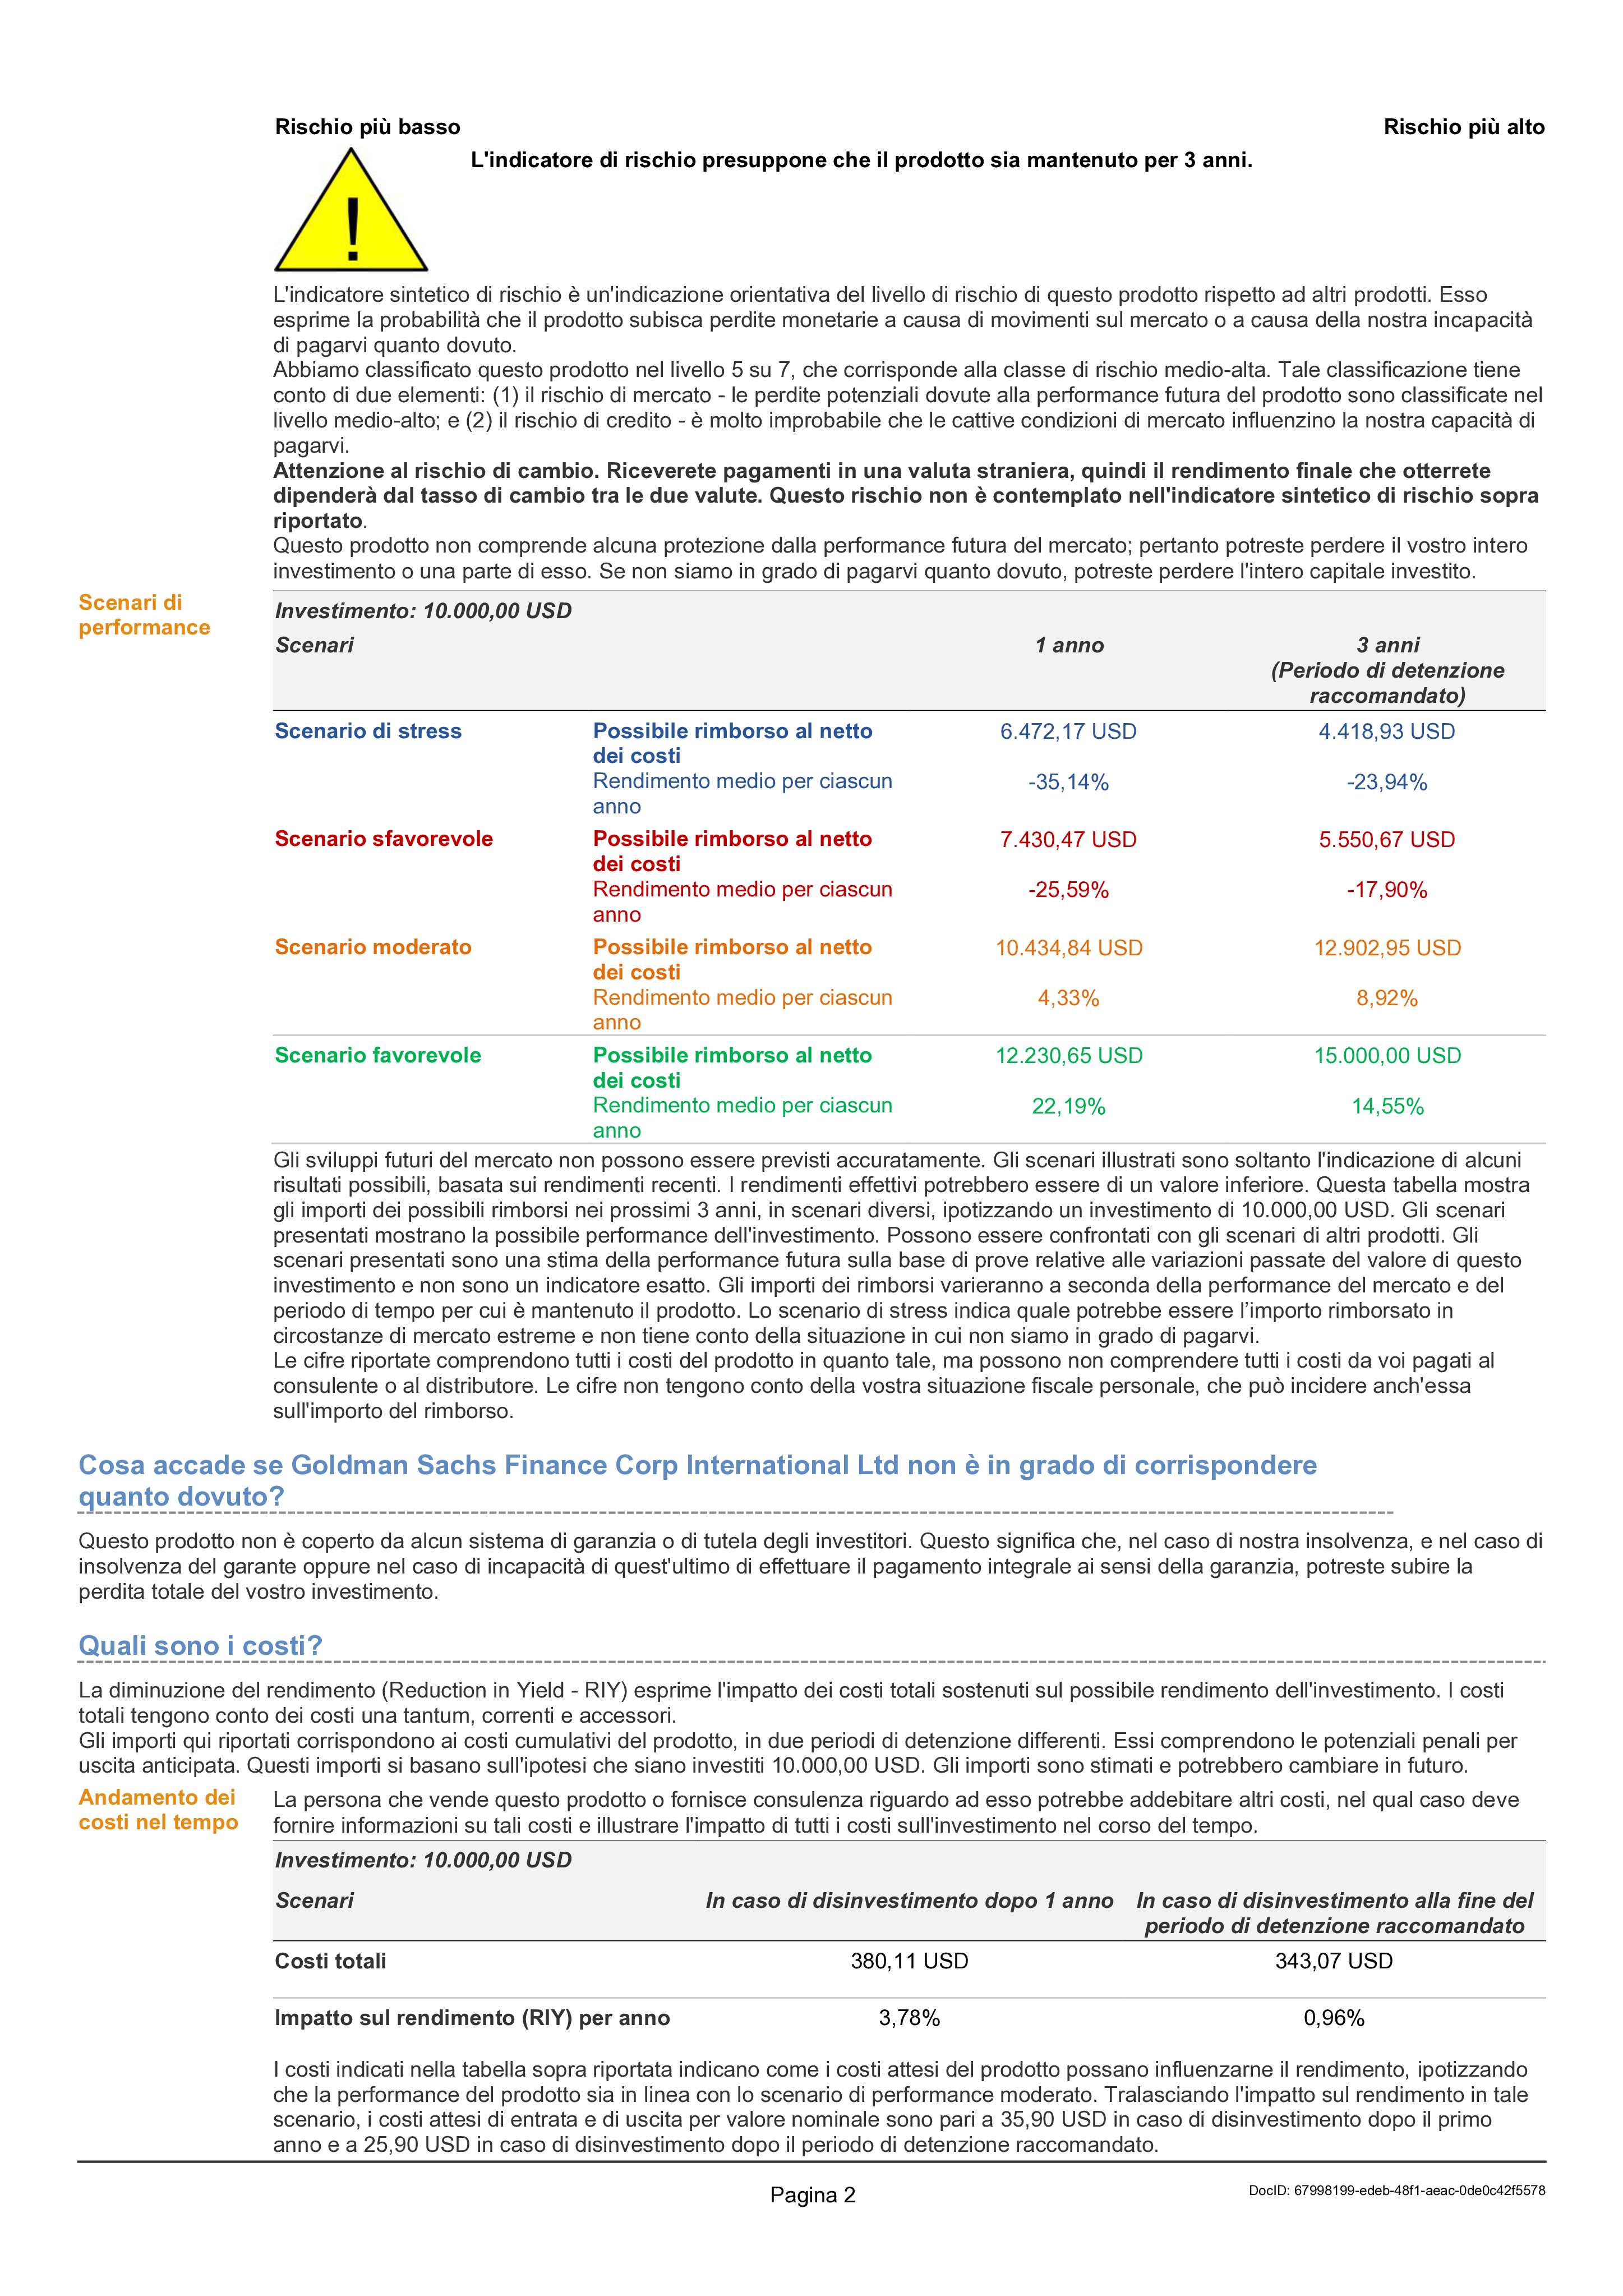 Rischio più basso
Rischio più alto
L'indicatore di rischio presuppone che il prodotto sia mantenuto per 3 anni.
!
L'indicatore sintetico di rischio è un'indicazione orientativa del livello di rischio di questo prodotto rispetto ad altri prodotti. Esso
esprime la probabilità che il prodotto subisca perdite monetarie a causa di movimenti sul mercato o a causa della nostra incapacità
di pagarvi quanto dovuto.
Abbiamo classificato questo prodotto nel livello 5 su 7, che corrisponde alla classe di rischio medio-alta. Tale classificazione tiene
conto di due elementi: (1) il rischio di mercato - le perdite potenziali dovute alla performance futura del prodotto sono classificate nel
livello medio-alto; e (2) il rischio di credito - è molto improbabile che le cattive condizioni di mercato influenzino la nostra capacità di
pagarvi.
Attenzione al rischio di cambio. Riceverete pagamenti in una valuta straniera, quindi il rendimento finale che otterrete
dipenderà dal tasso di cambio tra le due valute. Questo rischio non è contemplato nell'indicatore sintetico di rischio sopra
riportato.
Questo prodotto non comprende alcuna protezione dalla performance futura del mercato; pertanto potreste perdere il vostro intero
investimento o una parte di esso. Se non siamo in grado di pagarvi quanto dovuto, potreste perdere l'intero capitale investito.
Scenari di
performance
Investimento: 10.000,00 USD
Scenari 1 anno 3 anni
(Periodo di detenzione
raccomandato)
Scenario di stress Possibile rimborso al netto 6.472,17 USD 4.418,93 USD
dei costi
Rendimento medio per ciascun -35,14% -23,94%
anno
Scenario sfavorevole Possibile rimborso al netto 7.430,47 USD 5.550,67 USD
dei costi
Rendimento medio per ciascun -25,59% -17,90%
anno
Scenario moderato Possibile rimborso al netto 10.434,84 USD 12.902,95 USD
dei costi
Rendimento medio per ciascun 4,33% 8,92%
anno
Scenario favorevole Possibile rimborso al netto 12.230,65 USD 15.000,00 USD
dei costi
Rendimento medio per ciascun 22,19% 14,55%
anno
Gli sviluppi futuri del mercato non possono essere previsti accuratamente. Gli scenari illustrati sono soltanto l'indicazione di alcuni
risultati possibili, basata sui rendimenti recenti. I rendimenti effettivi potrebbero essere di un valore inferiore. Questa tabella mostra
gli importi dei possibili rimborsi nei prossimi 3 anni, in scenari diversi, ipotizzando un investimento di 10.000,00 USD. Gli scenari
presentati mostrano la possibile performance dell'investimento. Possono essere confrontati con gli scenari di altri prodotti. Gli
scenari presentati sono una stima della performance futura sulla base di prove relative alle variazioni passate del valore di questo
investimento e non sono un indicatore esatto. Gli importi dei rimborsi varieranno a seconda della performance del mercato e del
periodo di tempo per cui è mantenuto il prodotto. Lo scenario di stress indica quale potrebbe essere l’importo rimborsato in
circostanze di mercato estreme e non tiene conto della situazione in cui non siamo in grado di pagarvi.
Le cifre riportate comprendono tutti i costi del prodotto in quanto tale, ma possono non comprendere tutti i costi da voi pagati al
consulente o al distributore. Le cifre non tengono conto della vostra situazione fiscale personale, che può incidere anch'essa
sull'importo del rimborso.
Cosa accade se Goldman Sachs Finance Corp International Ltd non è in grado di corrispondere
quanto dovuto?
Questo prodotto non è coperto da alcun sistema di garanzia o di tutela degli investitori. Questo significa che, nel caso di nostra insolvenza, e nel caso di
insolvenza del garante oppure nel caso di incapacità di quest'ultimo di effettuare il pagamento integrale ai sensi della garanzia, potreste subire la
perdita totale del vostro investimento.
Quali sono i costi?
La diminuzione del rendimento (Reduction in Yield - RIY) esprime l'impatto dei costi totali sostenuti sul possibile rendimento dell'investimento. I costi
totali tengono conto dei costi una tantum, correnti e accessori.
Gli importi qui riportati corrispondono ai costi cumulativi del prodotto, in due periodi di detenzione differenti. Essi comprendono le potenziali penali per
uscita anticipata. Questi importi si basano sull'ipotesi che siano investiti 10.000,00 USD. Gli importi sono stimati e potrebbero cambiare in futuro.
Andamento dei
costi nel tempo
La persona che vende questo prodotto o fornisce consulenza riguardo ad esso potrebbe addebitare altri costi, nel qual caso deve
fornire informazioni su tali costi e illustrare l'impatto di tutti i costi sull'investimento nel corso del tempo.
Investimento: 10.000,00 USD
Scenari In caso di disinvestimento dopo 1 anno In caso di disinvestimento alla fine del
periodo di detenzione raccomandato
Costi totali 380,11 USD 343,07 USD
Impatto sul rendimento (RIY) per anno 3,78% 0,96%
I costi indicati nella tabella sopra riportata indicano come i costi attesi del prodotto possano influenzarne il rendimento, ipotizzando
che la performance del prodotto sia in linea con lo scenario di performance moderato. Tralasciando l'impatto sul rendimento in tale
scenario, i costi attesi di entrata e di uscita per valore nominale sono pari a 35,90 USD in caso di disinvestimento dopo il primo
anno e a 25,90 USD in caso di disinvestimento dopo il periodo di detenzione raccomandato.
Pagina 2
DocID: 67998199-edeb-48f1-aeac-0de0c42f5578